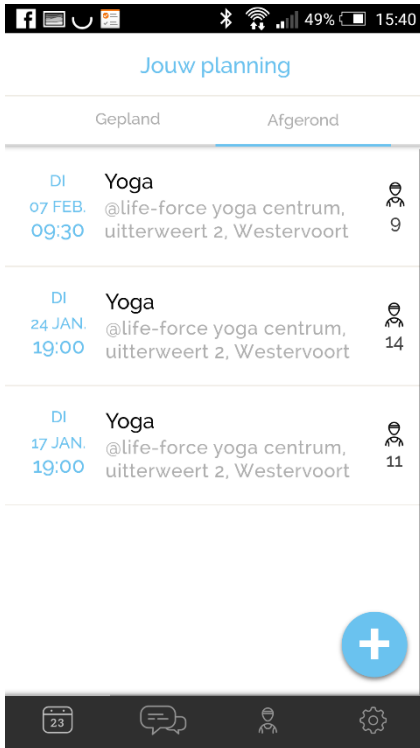 49% 15:40
Jouw planning
Gepland Afgerond
DI
07 FEB.
09:30
Yoga
@life-force yoga centrum,
uitterweert 2, Westervoort
9
DI
24 JAN.
19:00
Yoga
@life-force yoga centrum,
uitterweert 2, Westervoort
14
DI
17 JAN.
19:00
Yoga
@life-force yoga centrum,
uitterweert 2, Westervoort
11
23